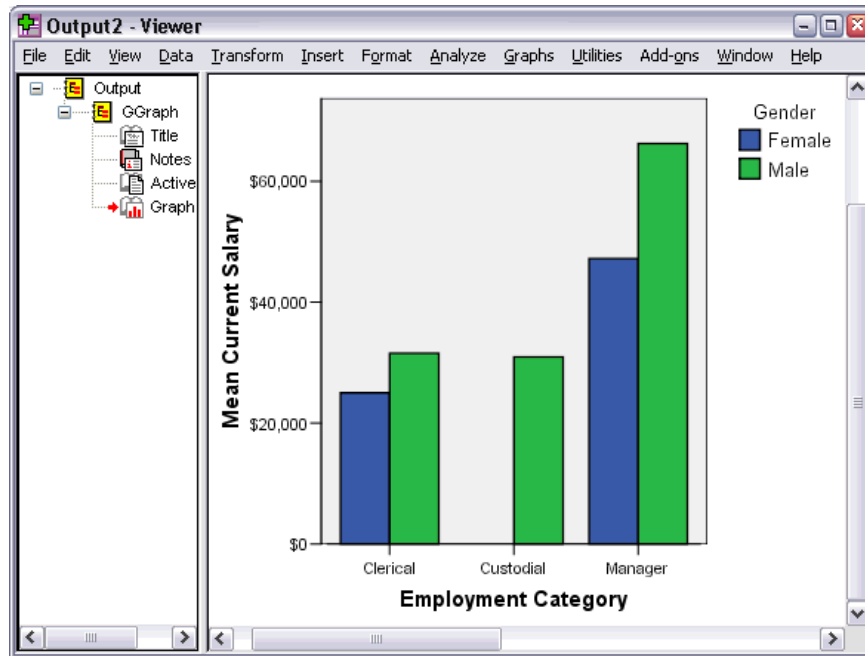 Output2 - Viewer
File Edit View Data Transform Insert Format Analyze Graphs Utilities Add-ons Window Help
Output
GGraph
Title
Notes
Active
Graph
Gender
Female
Male
Mean Current Salary
$60,000
$40,000
$20,000
$0
Clerical Custodial Manager
Employment Category